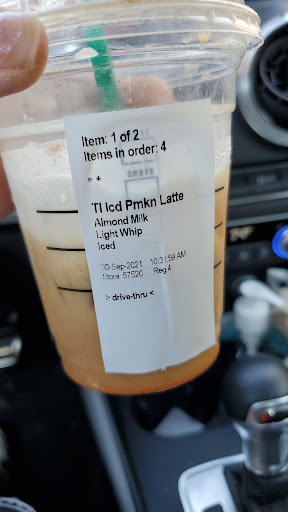 Item: 1 of 2
Items in order: 4
* *
Tl Icd Pmkn Latte
Almond Milk
Light Whip
Iced
30-Sep-2021 10:31:59 AM
Store: 57520 Reg 4
> drive-thru <